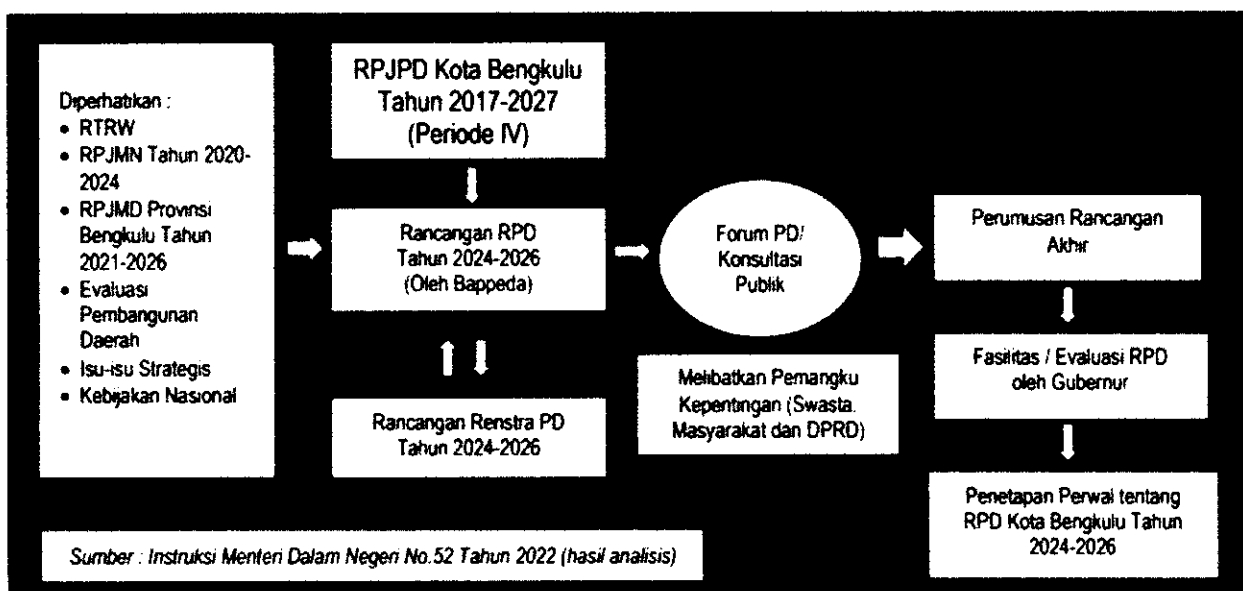 Diperhatikan :
• RTRW
• RPJMN Tahun 2020-
2024
• RPJMD Provinsi
Bengkulu Tahun
2021-2026
• Evaluasi
Pembangunan
Daerah
• Isu-isu Strategis
• Kebijakan Nasional
RPJPD Kota Bengkulu
Tahun 2017-2027
(Periode IV)
Rancangan RPD
Tahun 2024-2026
(Oleh Bappeda)
Rancangan Renstra PD
Tahun 2024-2026
Forum PD/
Konsultasi
Publik
Melibatkan Pemangku
Kepentingan (Swasta.
Masyarakat dan DPRD)
Perumusan Rancangan
Akhir
Fasilitas / Evaluasi RPD
oleh Gubernur
Penetapan Perwal tentang
RPD Kota Bengkulu Tahun
2024-2026
Sumber : Instruksi Menteri Dalam Negeri No.52 Tahun 2022 (hasil analisis)